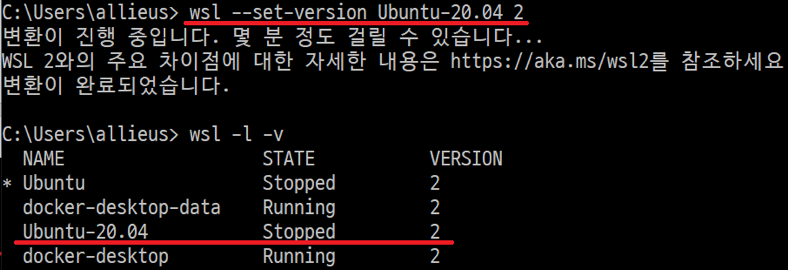 C:\Users\allieus> wsl --set-version Ubuntu-20.04 2
변환이 진행 중입니다. 몇 분 정도 걸릴 수 있습니다...
WSL 2와의 주요 차이점에 대한 자세한 내용은 https://aka.ms/wsl2를 참조하세요
변환이 완료되었습니다.
C:\Users\allieus> wsl -l -v
NAME STATE VERSION
* Ubuntu Stopped 2
docker-desktop-data Running 2
Ubuntu-20.04 Stopped 2
docker-desktop Running 2